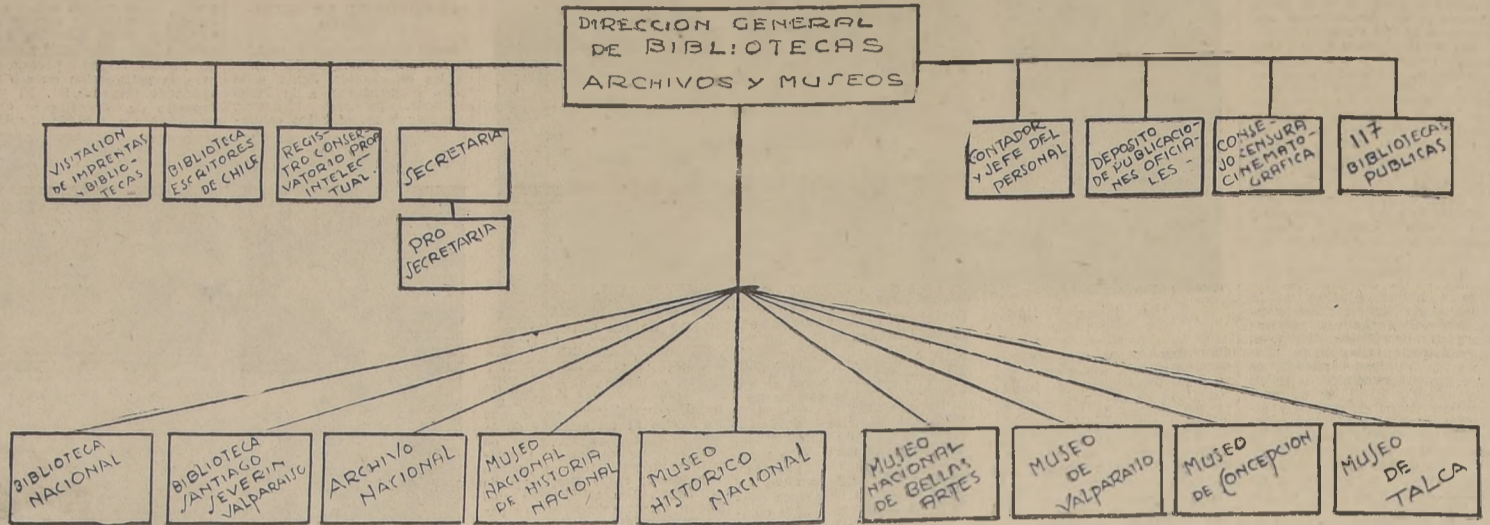 DIRECCION GENERAL
DE BIBLIOTECAS
ARCHIVOS Y MUSEOS
VISITACION
DE IMPRENTAS
Y BIBLIO-
TECAS
BIBLIOTECA
ESCRITORES
DE CHILE
REGIS-
TRO CONSER-
VATORIO PROP.
INTELEC-
TUAL.
SECRETARIA
PRO
SECRETARIA
CONTADOR
Y JEFE DEL
PERSONAL
DEPOSITO
DE PUBLICACIO-
NES OFICIA-
LES -
CONSE-
JO CENSURA
CINEMATO-
GRAFICA
117
BIBLIOTECAS
PUBLICAS
BIBLIOTECA
NACIONAL
BIBLIOTECA
SANTIAGO
SEVERIN
VALPARAISO
ARCHIVO
NACIONAL
MUSEO
NACIONAL
DE HISTORIA
NACIONAL
MUSEO
HISTORICO
NACIONAL
MUSEO
NACIONAL
DE BELLAS
ARTES
MUSEO
DE
VALPARAISO
MUSEO
DE CONCEPCION
MUSEO
DE
TALCA